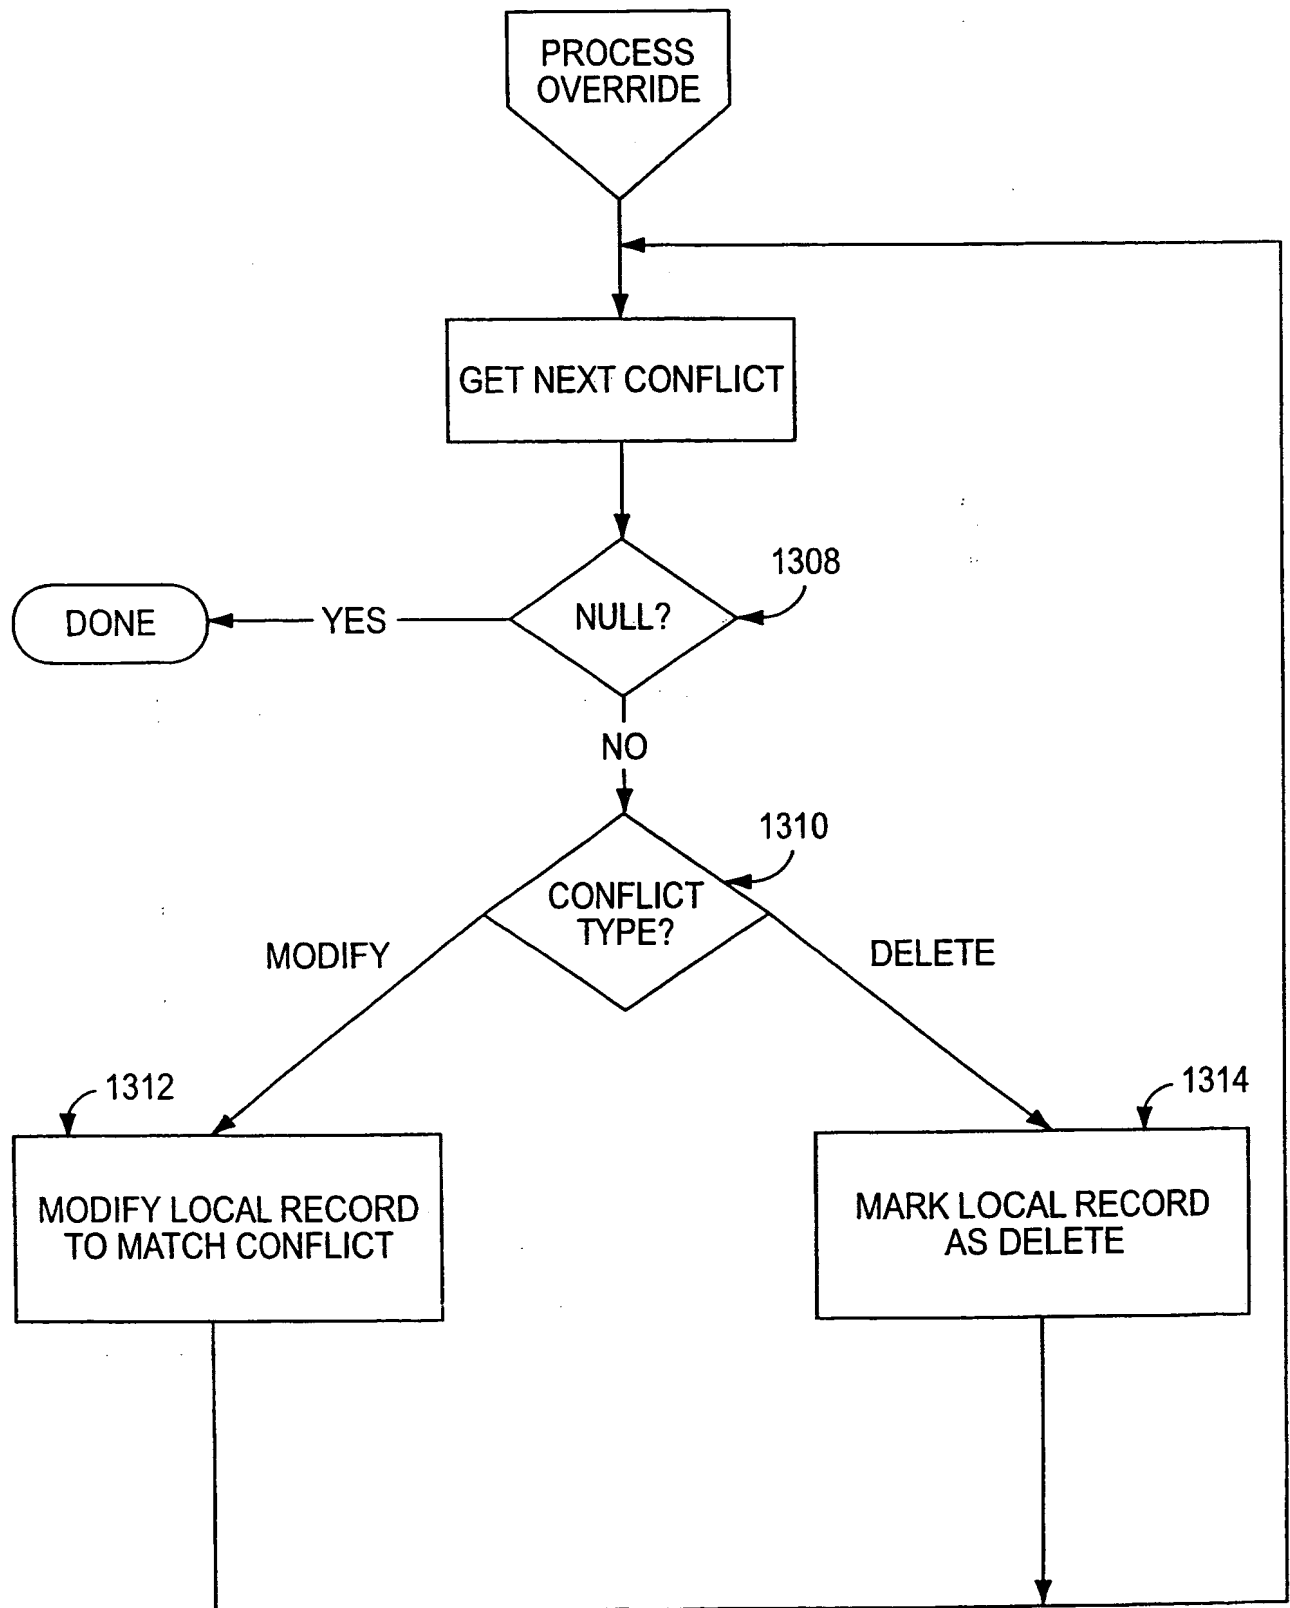 PROCESS
OVERRIDE
GET NEXT CONFLICT
1308
NULL?
YES
DONE
NO
1310
CONFLICT
TYPE?
MODIFY
DELETE
1312
1314
MODIFY LOCAL RECORD
TO MATCH CONFLICT
MARK LOCAL RECORD
AS DELETE